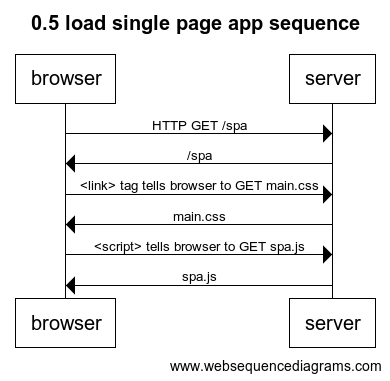 0.5 load single page app sequence
browser server
HTTP GET /spa
/spa
<link> tag tells browser to GET main.css
main.css
<script> tells browser to GET spa.js
spa.js
browser server
www.websequencediagrams.com